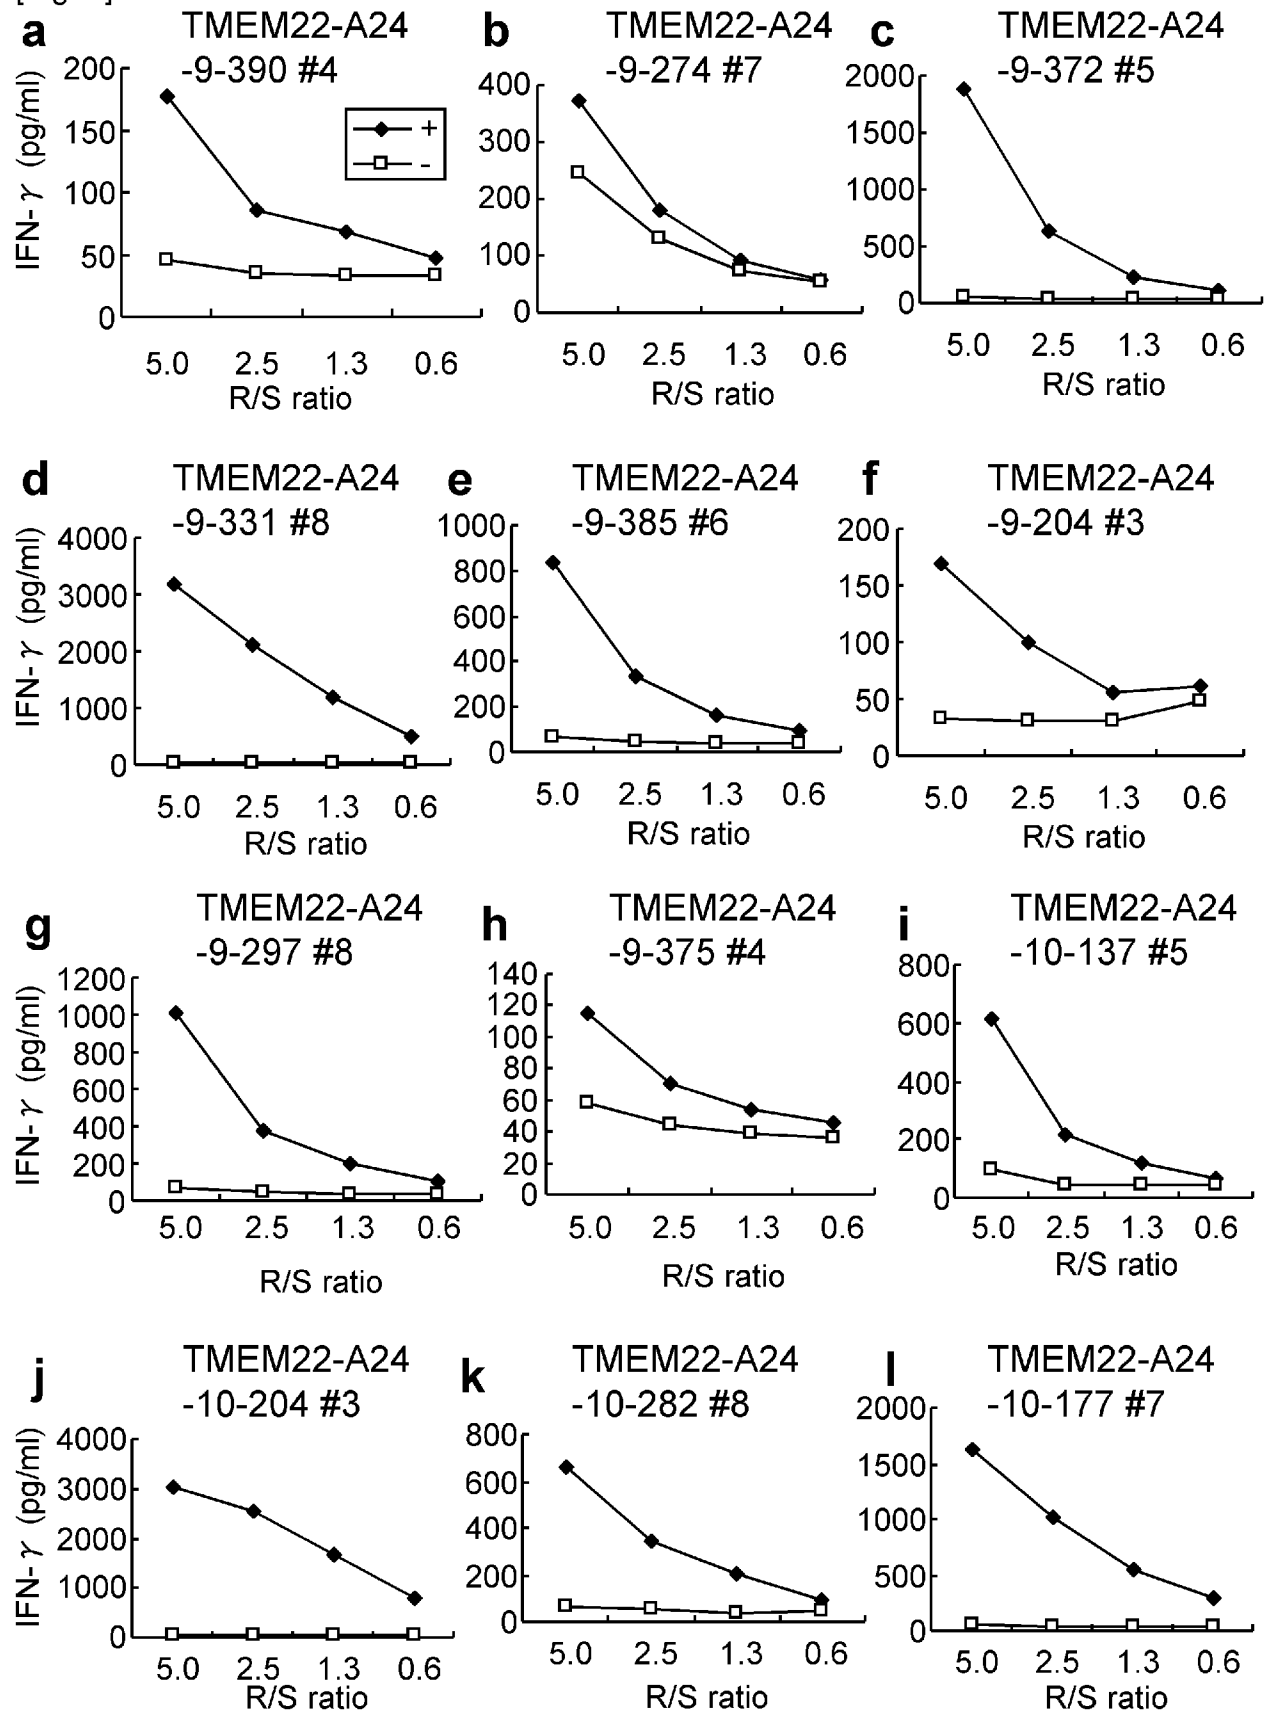 a TMEM22-A24 b TMEM22-A24 c TMEM22-A24
-9-390 #4 -9-274 #7 -9-372 #5
IFN-γ (pg/ml)
200
150
100
50
0
+
-
5.0 2.5 1.3 0.6
R/S ratio
400
300
200
100
0
5.0 2.5 1.3 0.6
R/S ratio
2000
1500
1000
500
0
5.0 2.5 1.3 0.6
R/S ratio
d TMEM22-A24 e TMEM22-A24 f TMEM22-A24
-9-331 #8 -9-385 #6 -9-204 #3
IFN-γ (pg/ml)
4000
3000
2000
1000
0
5.0 2.5 1.3 0.6
R/S ratio
1000
800
600
400
200
0
5.0 2.5 1.3 0.6
R/S ratio
200
150
100
50
0
5.0 2.5 1.3 0.6
R/S ratio
g TMEM22-A24 h TMEM22-A24 i TMEM22-A24
-9-297 #8 -9-375 #4 -10-137 #5
IFN-γ (pg/ml)
1200
1000
800
600
400
200
0
5.0 2.5 1.3 0.6
R/S ratio
140
120
100
80
60
40
20
0
5.0 2.5 1.3 0.6
R/S ratio
800
600
400
200
0
5.0 2.5 1.3 0.6
R/S ratio
j TMEM22-A24 k TMEM22-A24 l TMEM22-A24
-10-204 #3 -10-282 #8 -10-177 #7
IFN-γ (pg/ml)
4000
3000
2000
1000
0
5.0 2.5 1.3 0.6
R/S ratio
800
600
400
200
0
5.0 2.5 1.3 0.6
R/S ratio
2000
1500
1000
500
0
5.0 2.5 1.3 0.6
R/S ratio